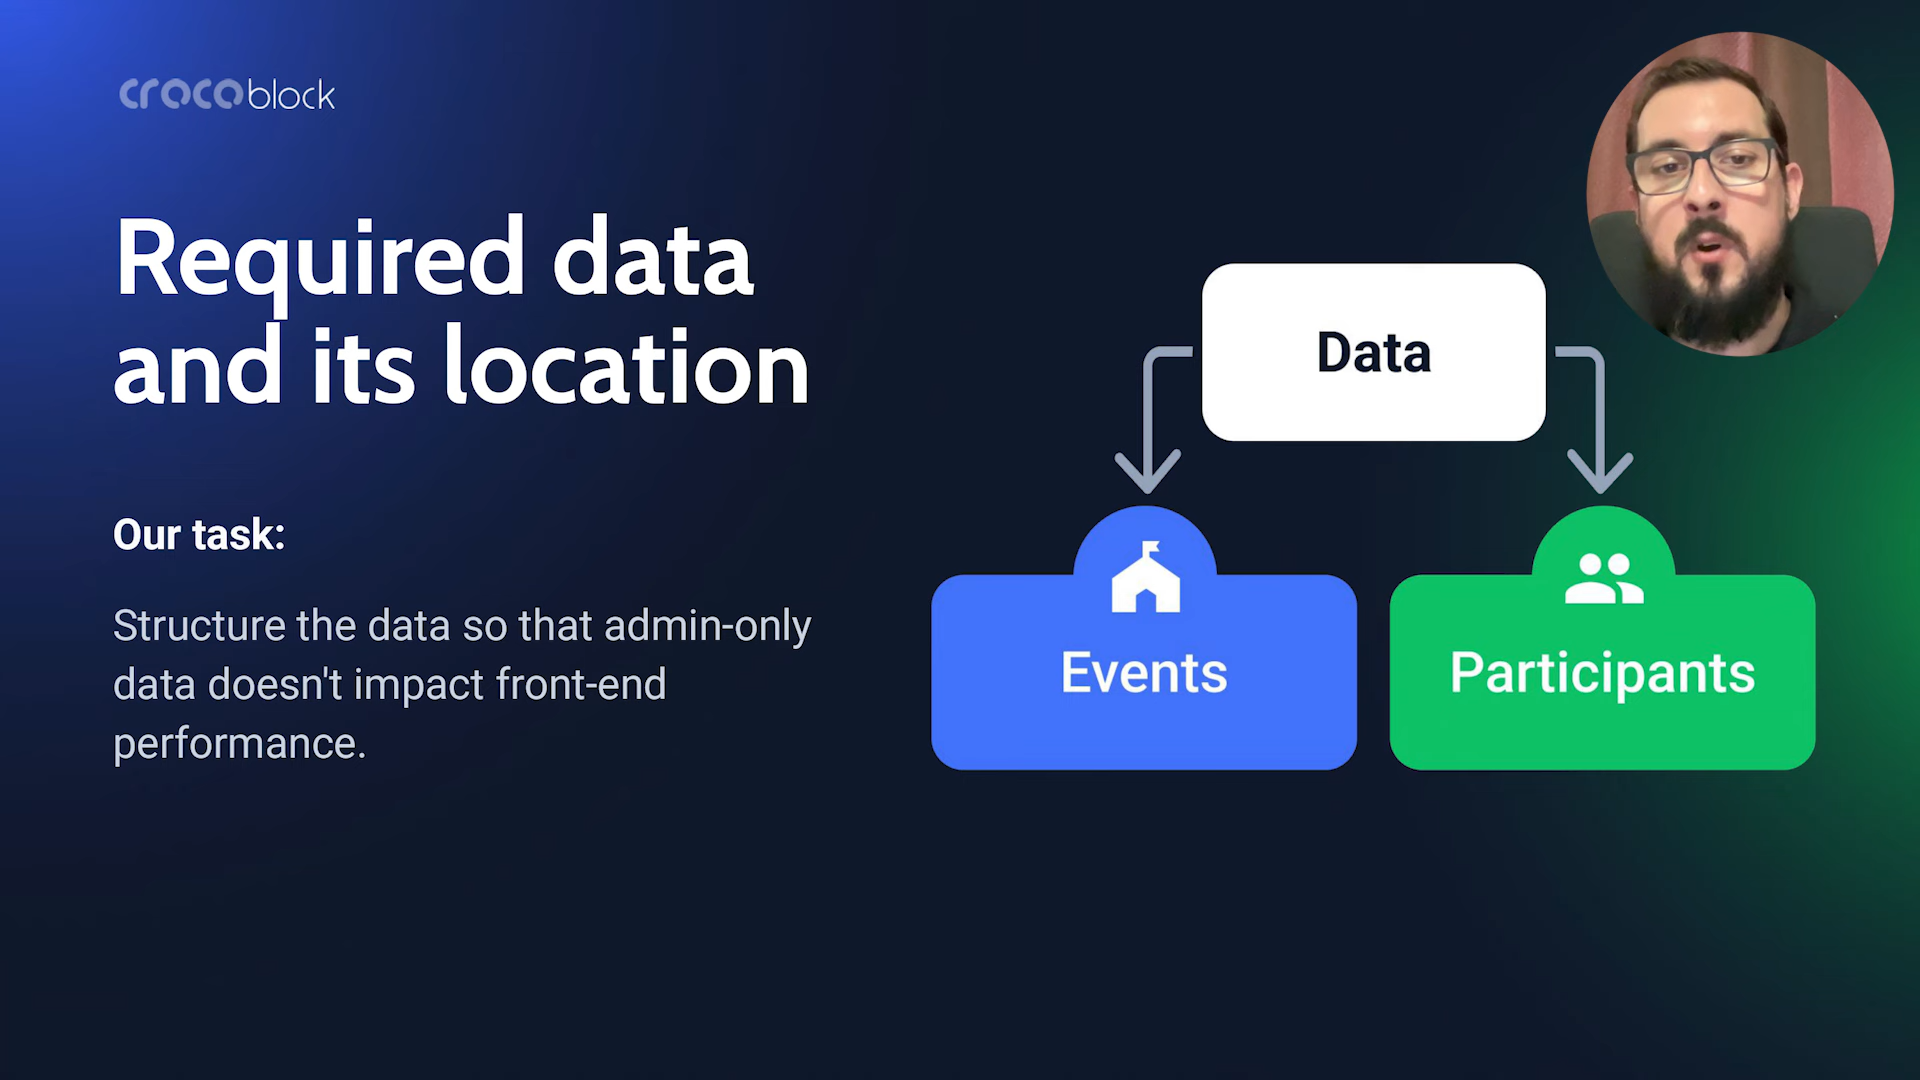 crocoblock
Required data
and its location
Our task:
Structure the data so that admin-only
data doesn't impact front-end
performance.
Data
Events
Participants